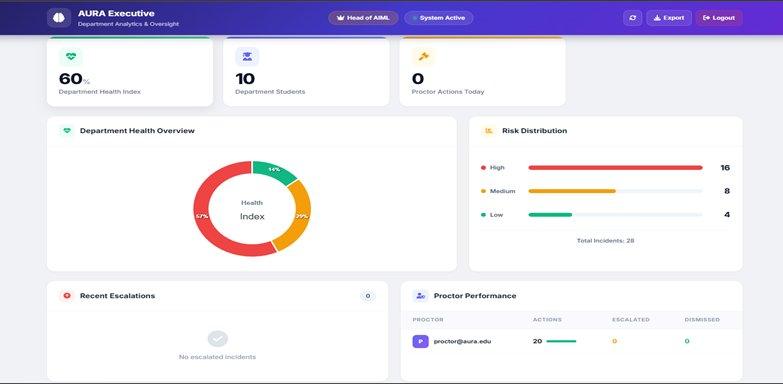 AURA Executive
Department Analytics & Oversight
Head of AIML
System Active
Export
Logout
60%
Department Health Index
10
Department Students
0
Proctor Actions Today
Department Health Overview
14%
29%
57%
Health
Index
Risk Distribution
High 16
Medium 8
Low 4
Total Incidents: 28
Recent Escalations 0
No escalated incidents
Proctor Performance
PROCTOR ACTIONS ESCALATED DISMISSED
P proctor@aura.edu 20 0 0